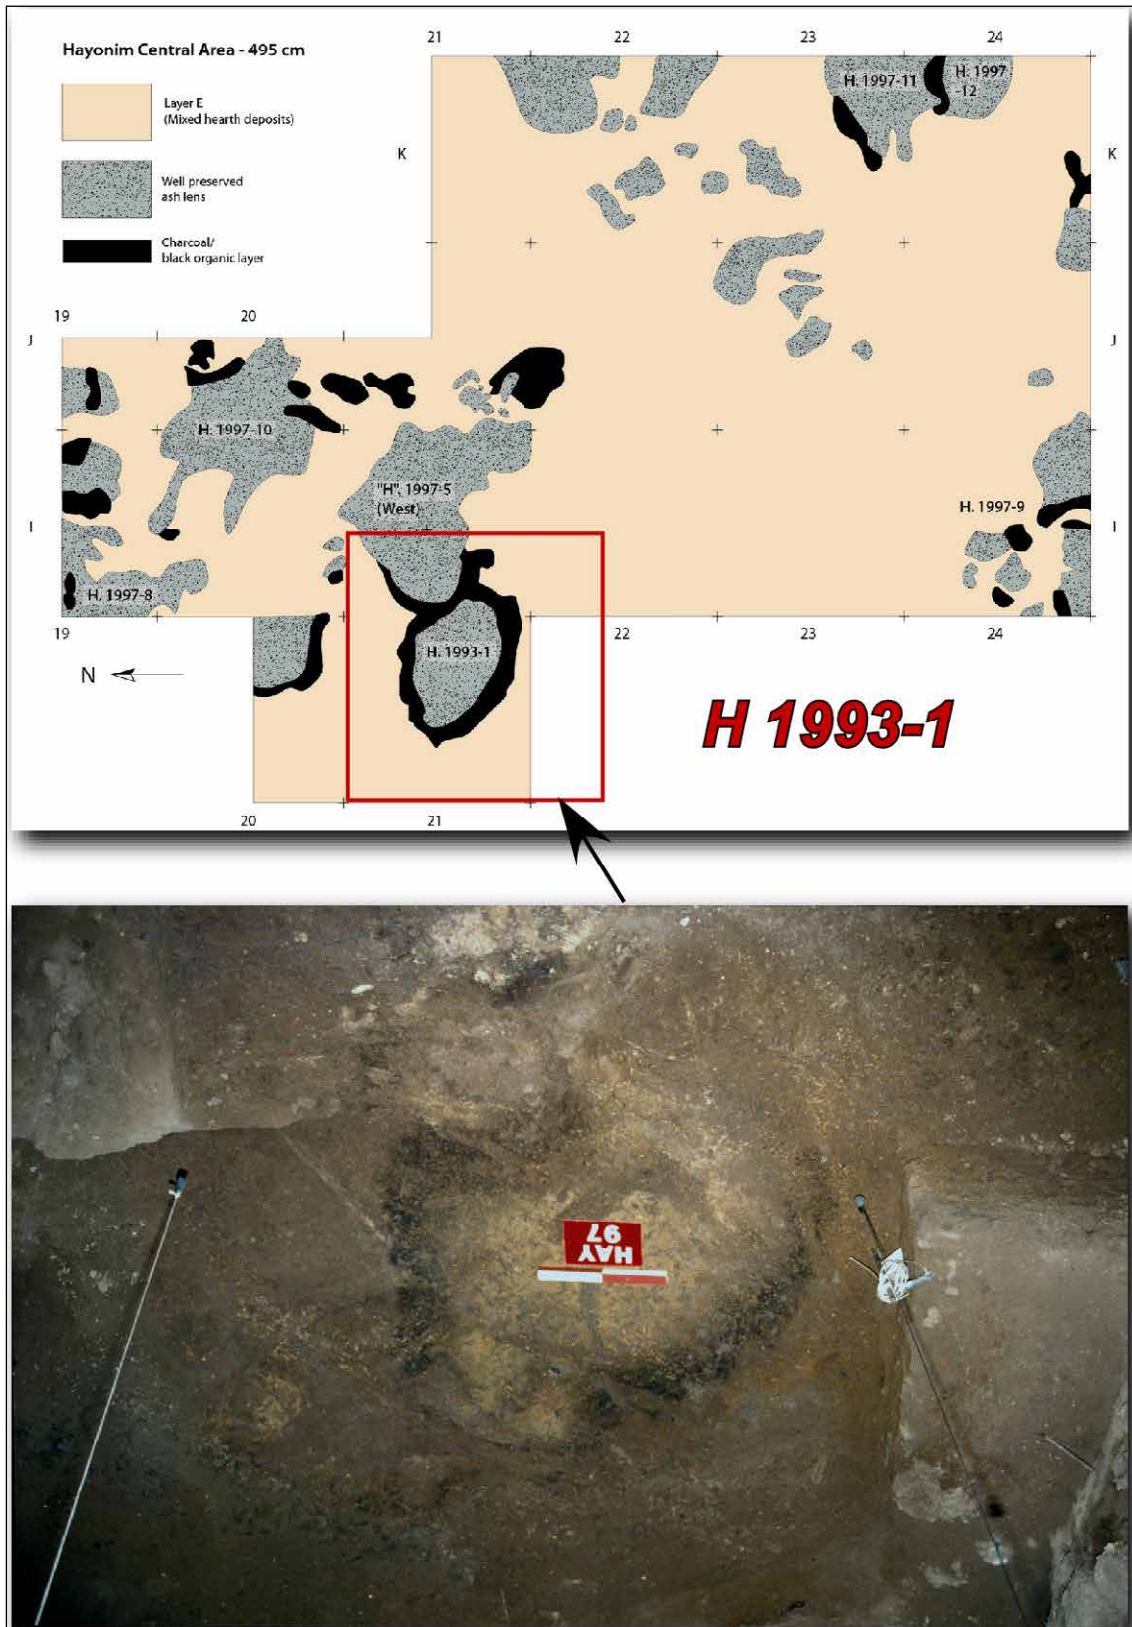 21 22 23 24
Hayonim Central Area - 495 cm
Layer E
(Mixed hearth deposits)
H. 1997-11
H. 1997
-12
K K
Well preserved
ash lens
Charcoal/
black organic layer
19 20
J J
H. 1997-10
"H". 1997-5
(West)
H. 1997-9
I I
H. 1997-8
19 22 23 24
H. 1993-1
N
H 1993-1
20 21
HAY
97